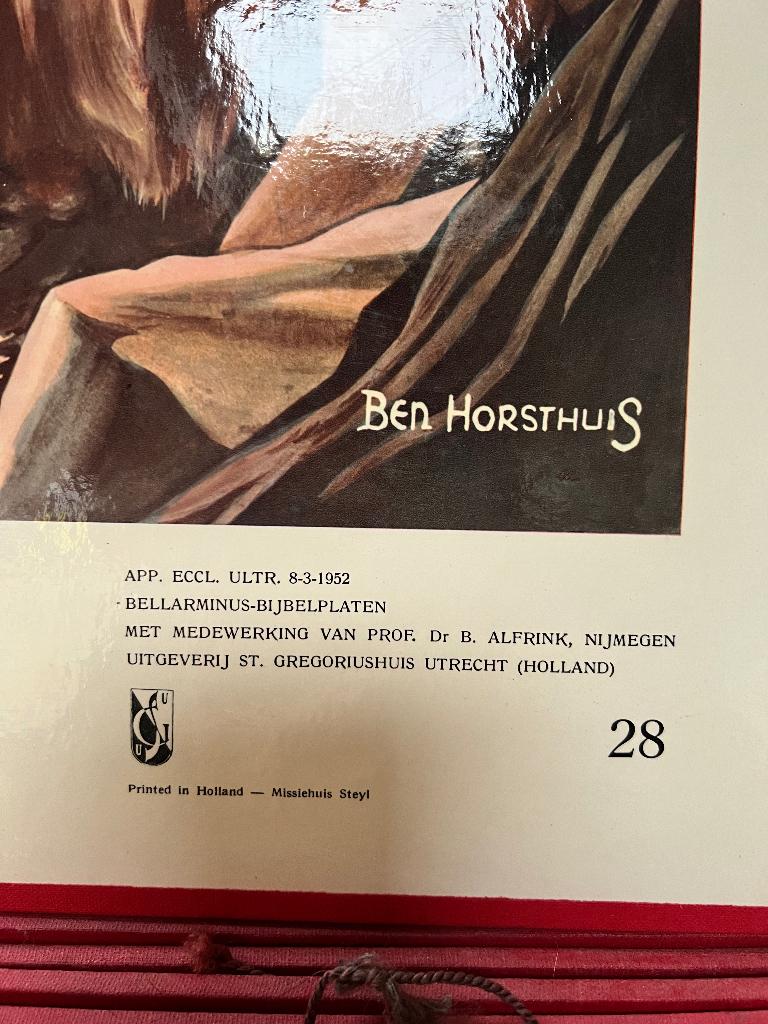 BEN HORSTHUIS
APP. ECCL. ULTR. 8-3-1952
BELLARMINUS-BIJBELPLATEN
MET MEDEWERKING VAN PROF. Dr B. ALFRINK, NIJMEGEN
UITGEVERIJ ST. GREGORIUSHUIS UTRECHT (HOLLAND)
28
Printed in Holland — Missiehuis Steyl